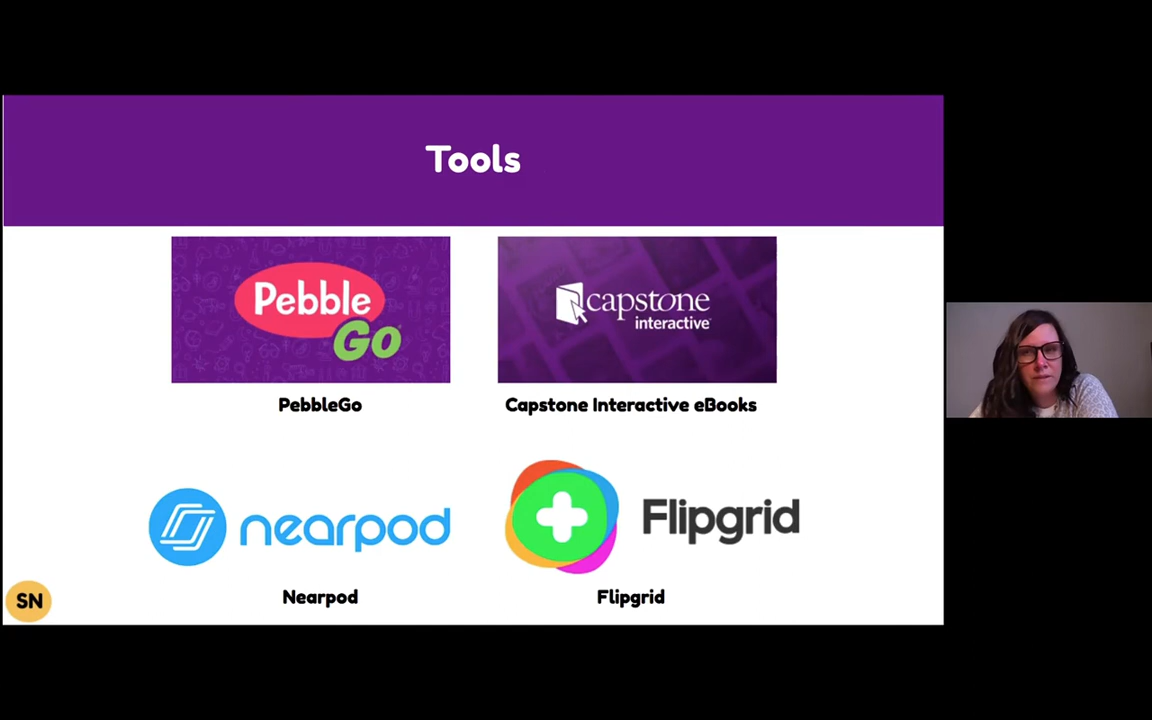 Tools
Pebble
Go
capstone
interactive
PebbleGo
Capstone Interactive eBooks
nearpod
Flipgrid
Nearpod
Flipgrid
SN